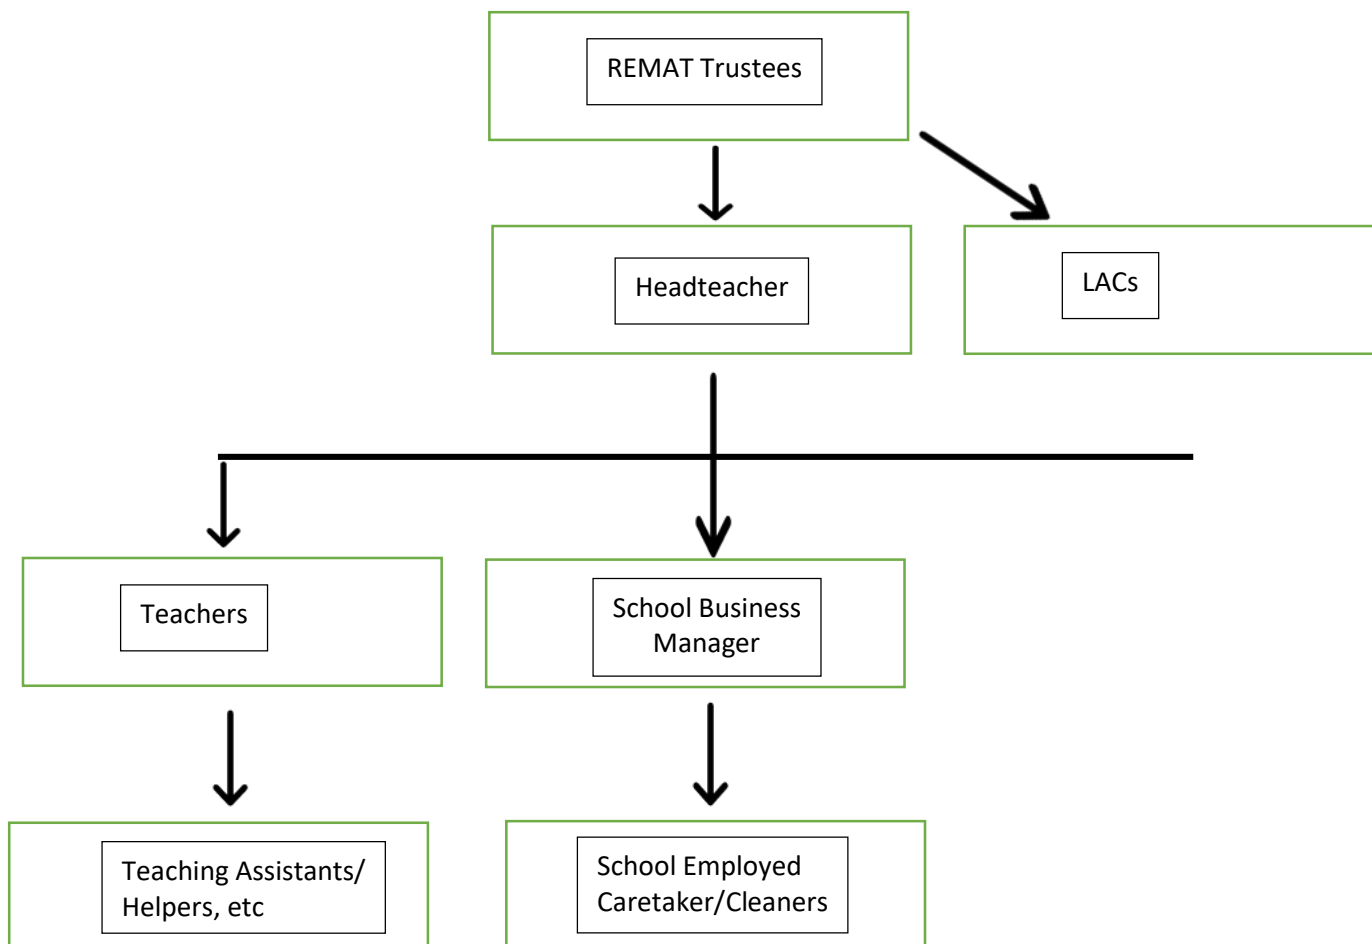 REMAT Trustees
Headteacher
LACs
Teachers
School Business
Manager
Teaching Assistants/
Helpers, etc
School Employed
Caretaker/Cleaners